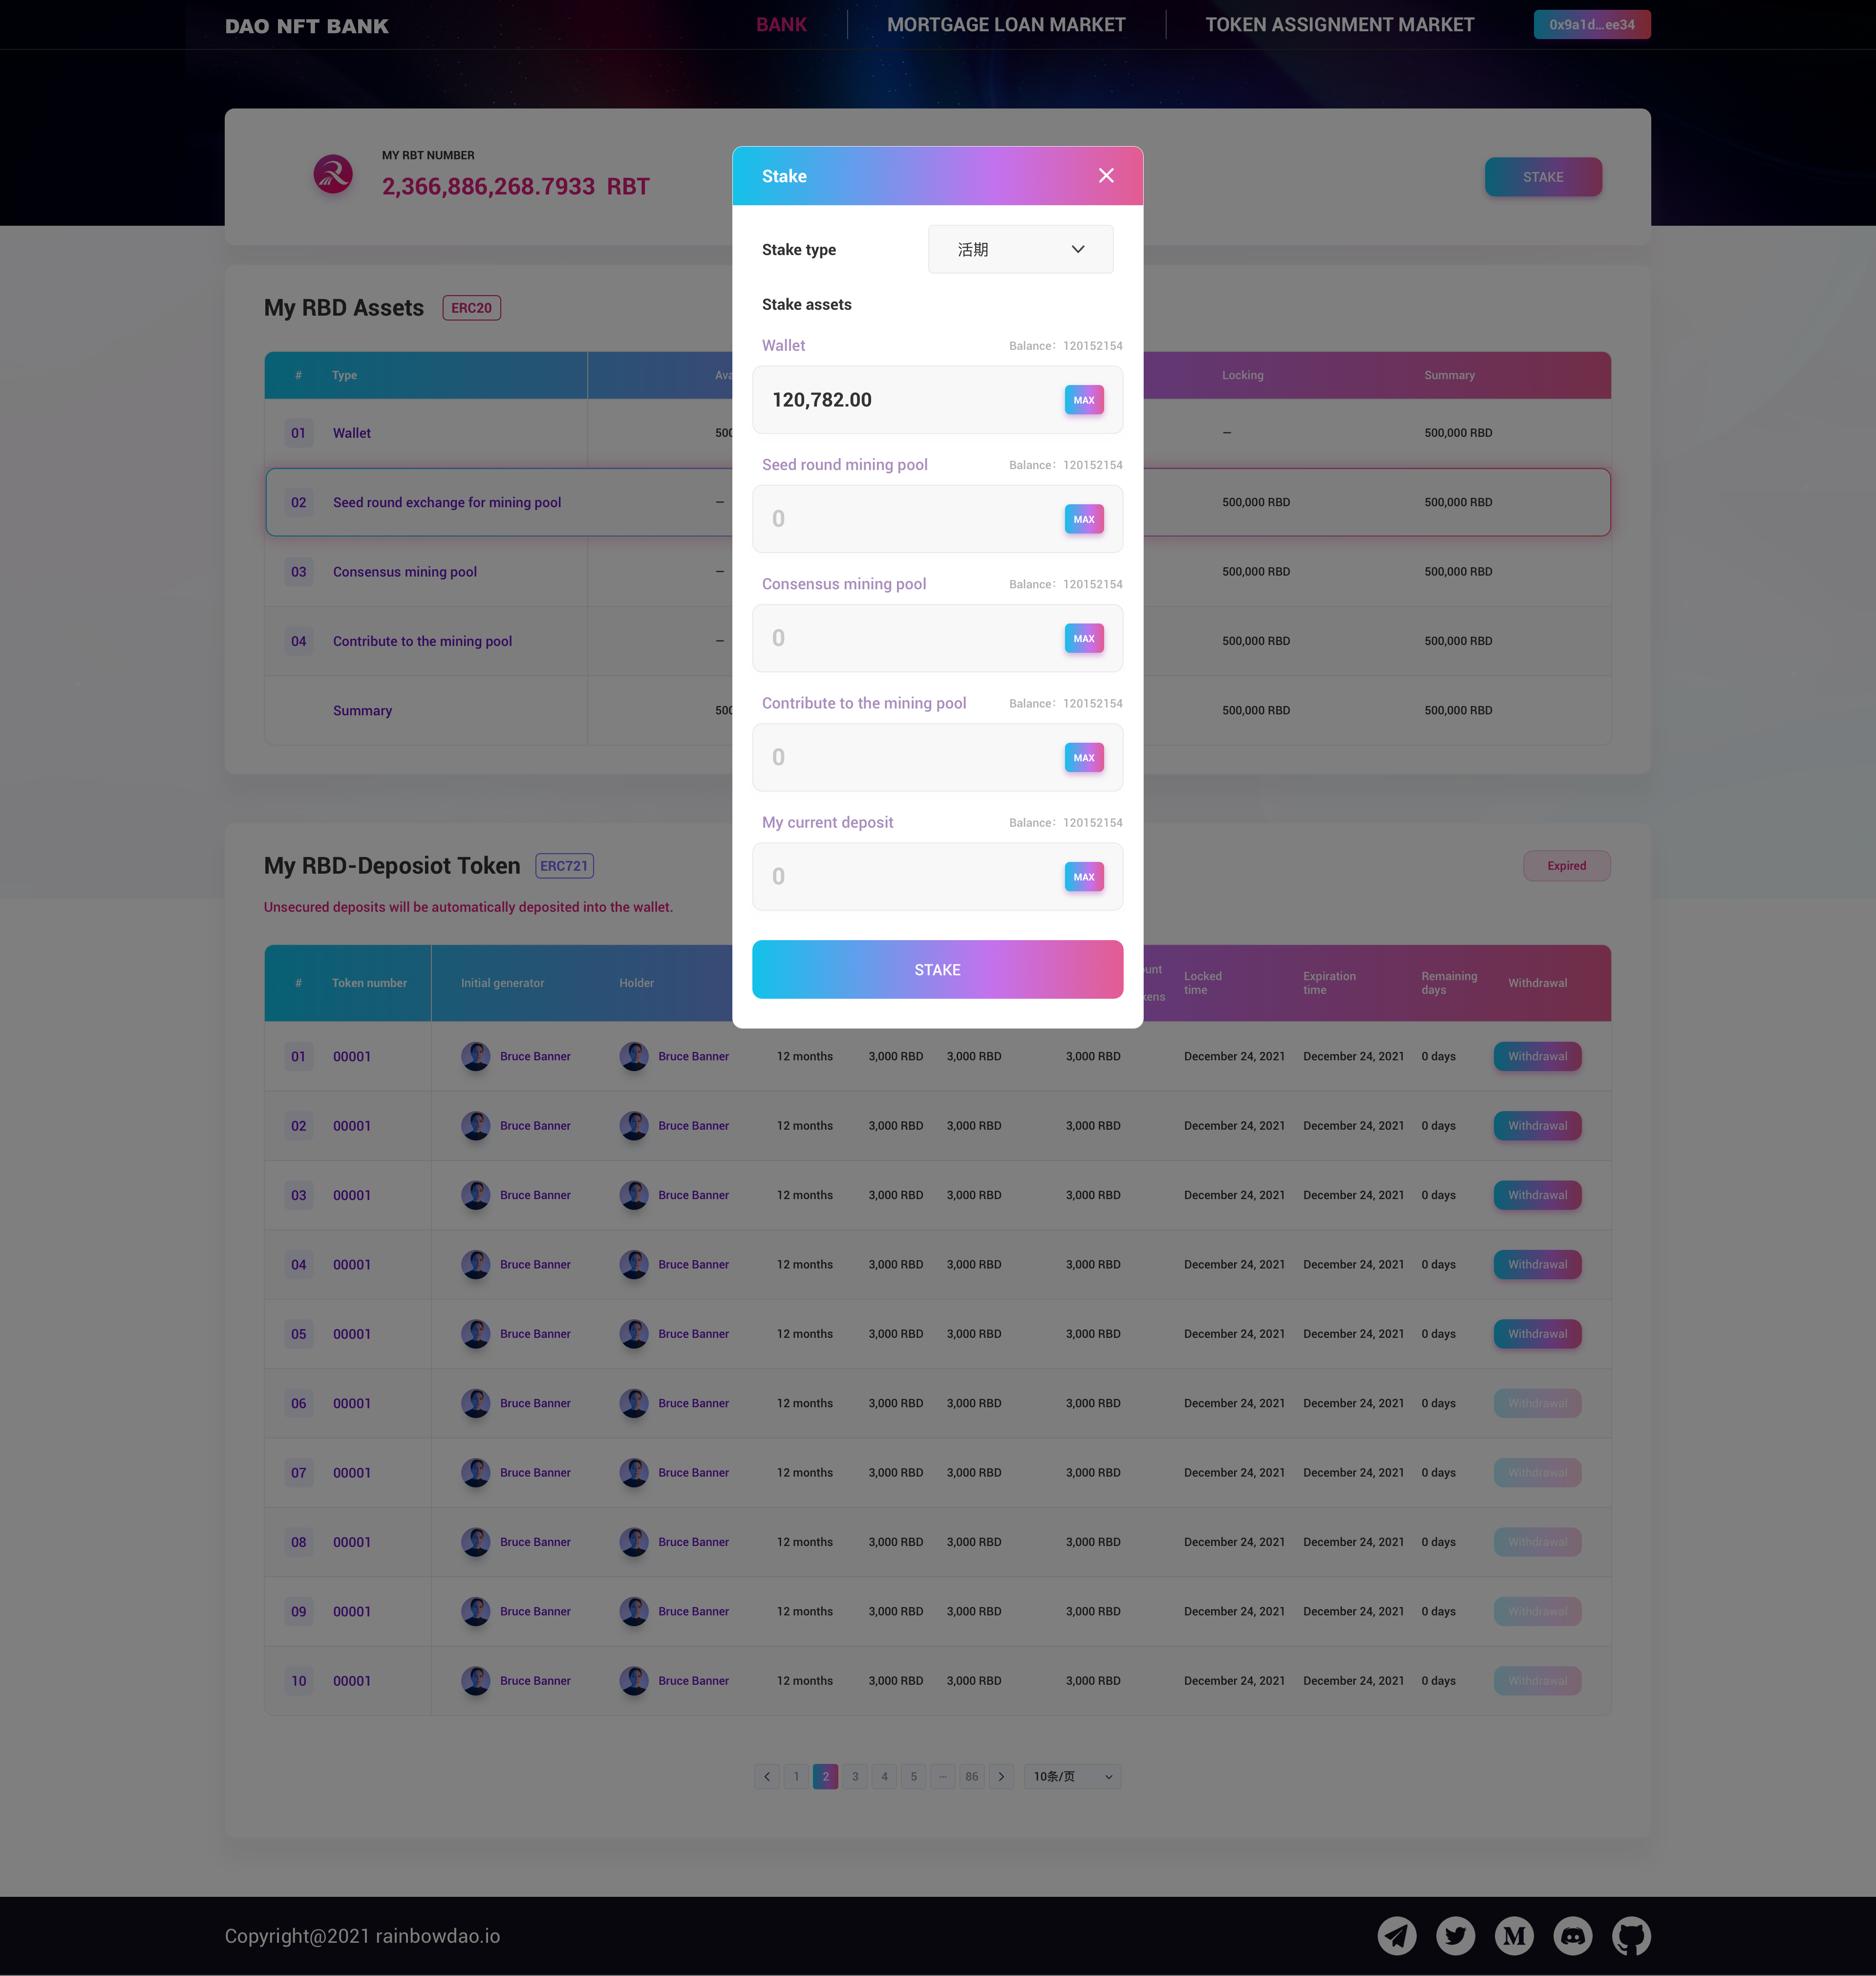 DAO NFT BANK
BANK
MORTGAGE LOAN MARKET
TOKEN ASSIGNMENT MARKET
0x9a1d...ee34
MY RBT NUMBER
2,366,886,268.7933 RBT
STAKE
Stake
Stake type
活期
Stake assets
Wallet
Balance: 120152154
120,782.00
MAX
Seed round mining pool
Balance: 120152154
0
MAX
Consensus mining pool
Balance: 120152154
0
MAX
Contribute to the mining pool
Balance: 120152154
0
MAX
My current deposit
Balance: 120152154
0
MAX
STAKE
My RBD Assets
ERC20
# Type Locking Summary
01 Wallet — 500,000 RBD
02 Seed round exchange for mining pool — 500,000 RBD 500,000 RBD
03 Consensus mining pool — 500,000 RBD 500,000 RBD
04 Contribute to the mining pool — 500,000 RBD 500,000 RBD
Summary 500,000 RBD 500,000 RBD
My RBD-Deposiot Token
ERC721
Expired
Unsecured deposits will be automatically deposited into the wallet.
# Token number Initial generator Holder Locked time Expiration time Remaining days Withdrawal
01 00001 Bruce Banner Bruce Banner 12 months 3,000 RBD 3,000 RBD 3,000 RBD December 24, 2021 December 24, 2021 0 days Withdrawal
02 00001 Bruce Banner Bruce Banner 12 months 3,000 RBD 3,000 RBD 3,000 RBD December 24, 2021 December 24, 2021 0 days Withdrawal
03 00001 Bruce Banner Bruce Banner 12 months 3,000 RBD 3,000 RBD 3,000 RBD December 24, 2021 December 24, 2021 0 days Withdrawal
04 00001 Bruce Banner Bruce Banner 12 months 3,000 RBD 3,000 RBD 3,000 RBD December 24, 2021 December 24, 2021 0 days Withdrawal
05 00001 Bruce Banner Bruce Banner 12 months 3,000 RBD 3,000 RBD 3,000 RBD December 24, 2021 December 24, 2021 0 days Withdrawal
06 00001 Bruce Banner Bruce Banner 12 months 3,000 RBD 3,000 RBD 3,000 RBD December 24, 2021 December 24, 2021 0 days Withdrawal
07 00001 Bruce Banner Bruce Banner 12 months 3,000 RBD 3,000 RBD 3,000 RBD December 24, 2021 December 24, 2021 0 days Withdrawal
08 00001 Bruce Banner Bruce Banner 12 months 3,000 RBD 3,000 RBD 3,000 RBD December 24, 2021 December 24, 2021 0 days Withdrawal
09 00001 Bruce Banner Bruce Banner 12 months 3,000 RBD 3,000 RBD 3,000 RBD December 24, 2021 December 24, 2021 0 days Withdrawal
10 00001 Bruce Banner Bruce Banner 12 months 3,000 RBD 3,000 RBD 3,000 RBD December 24, 2021 December 24, 2021 0 days Withdrawal
1 2 3 4 5 ... 86 10条/页
Copyright@2021 rainbowdao.io